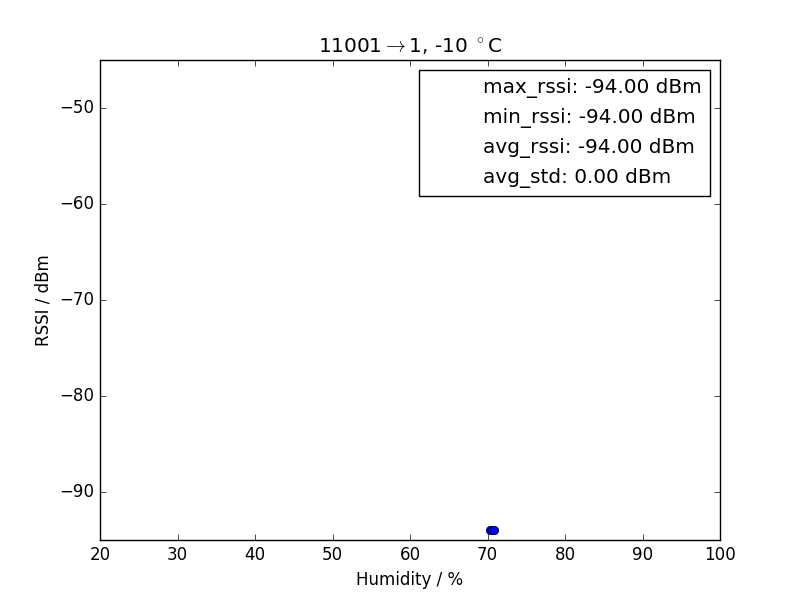 11001→1, -10 °C
max_rssi: -94.00 dBm
min_rssi: -94.00 dBm
avg_rssi: -94.00 dBm
avg_std: 0.00 dBm
RSSI / dBm
−50
−60
−70
−80
−90
20 30 40 50 60 70 80 90 100
Humidity / %